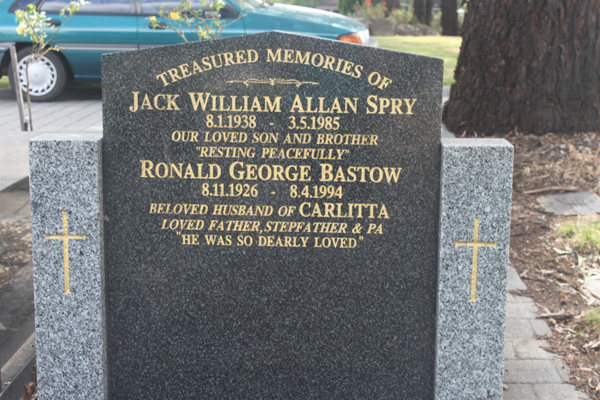 TREASURED MEMORIES OF
JACK WILLIAM ALLAN SPRY
8.1.1938 - 3.5.1985
OUR LOVED SON AND BROTHER
"RESTING PEACEFULLY"
RONALD GEORGE BASTOW
8.11.1926 - 8.4.1994
BELOVED HUSBAND OF CARLITTA
LOVED FATHER, STEPFATHER & PA
"HE WAS SO DEARLY LOVED"